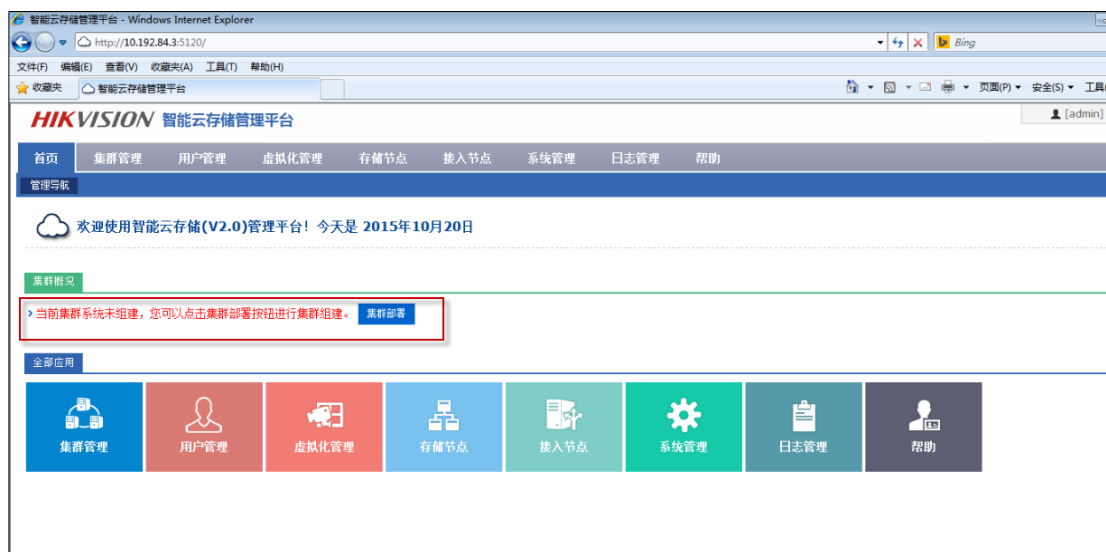 智能云存储管理平台 - Windows Internet Explorer
http://10.192.84.3:5120/
Bing
文件(F) 编辑(E) 查看(V) 收藏夹(A) 工具(T) 帮助(H)
收藏夹 智能云存储管理平台 页面(P) 安全(S)
HIKVISION 智能云存储管理平台 [admin]
首页 集群管理 用户管理 虚拟化管理 存储节点 接入节点 系统管理 日志管理 帮助
管理导航
欢迎使用智能云存储(V2.0)管理平台！今天是 2015年10月20日
集群概况
当前集群系统未组建，您可以点击集群部署按钮进行集群组建。 集群部署
全部应用
集群管理 用户管理 虚拟化管理 存储节点 接入节点 系统管理 日志管理 帮助